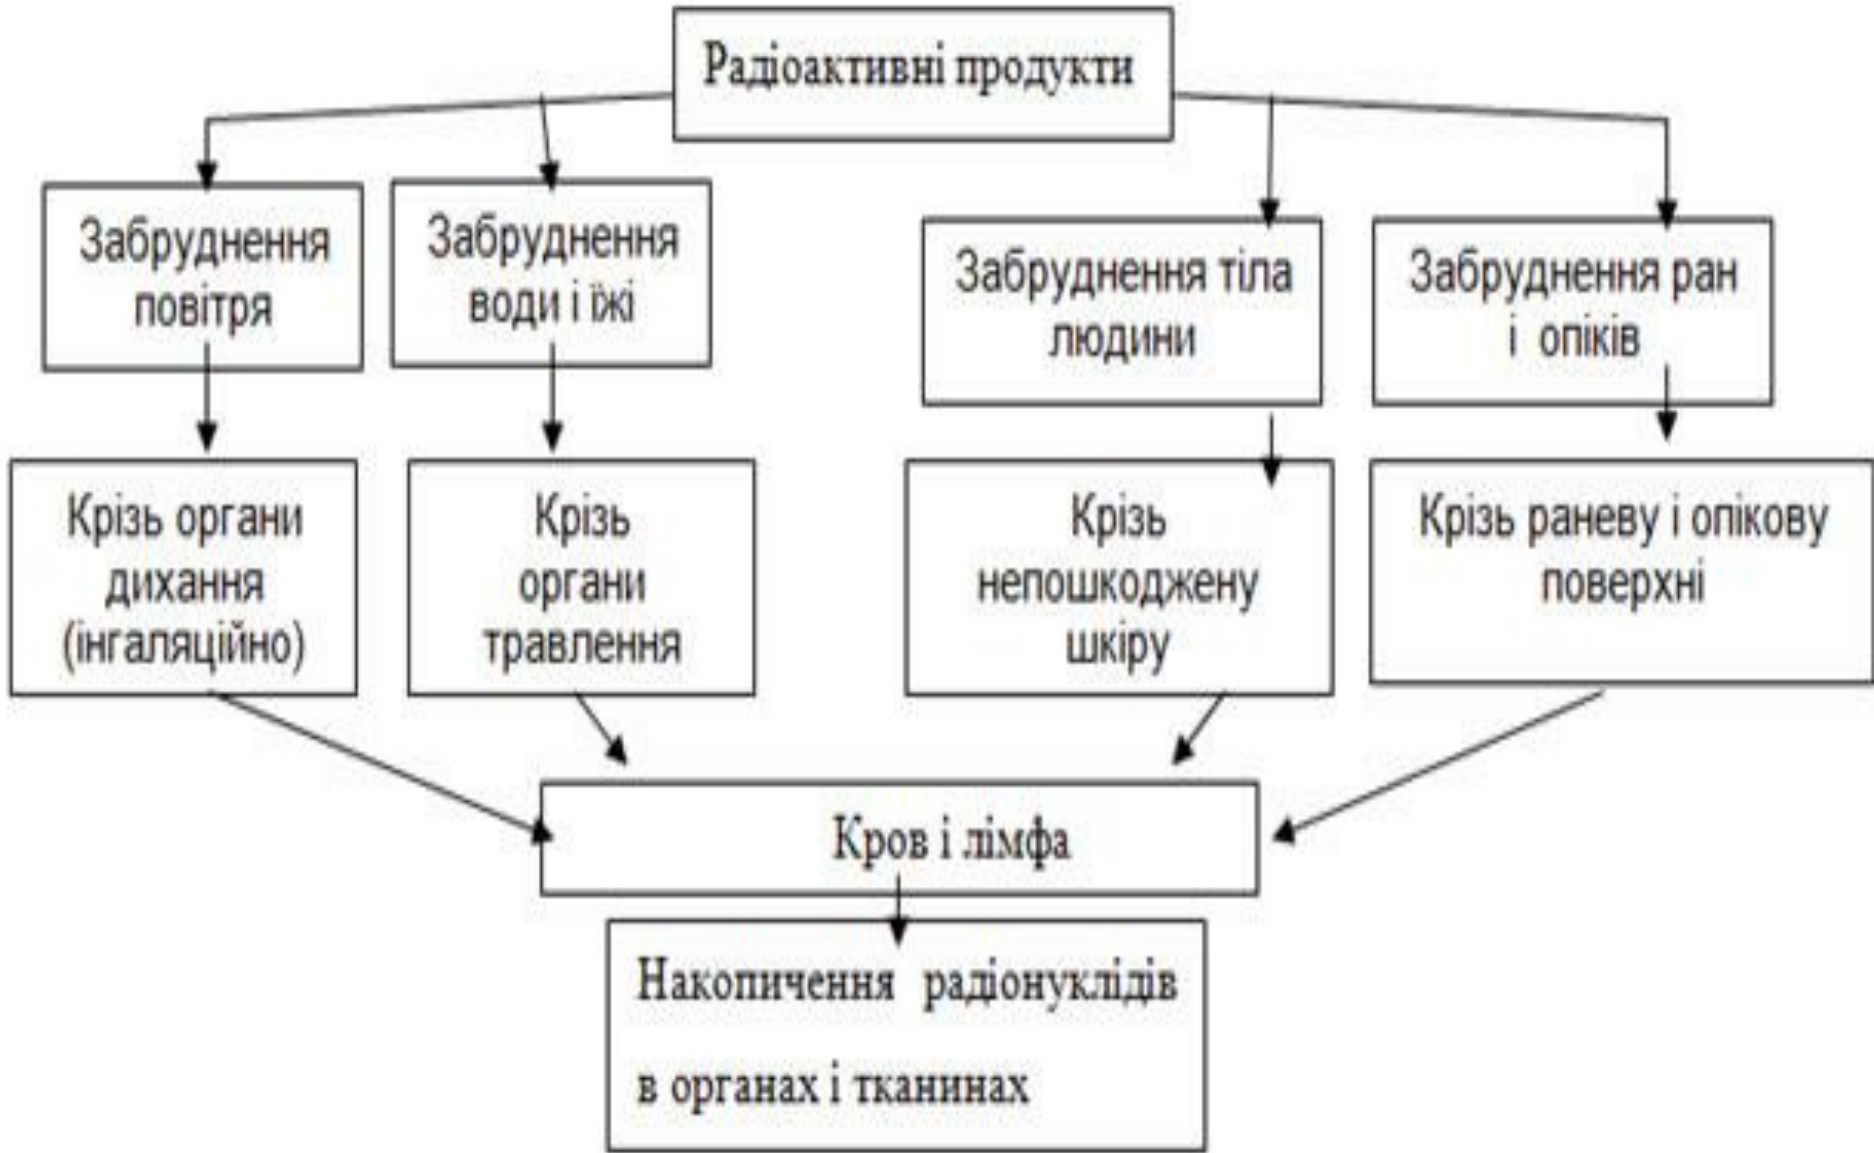 Радіоактивні продукти
Забруднення
повітря
Забруднення
води і їжі
Забруднення тіла
людини
Забруднення ран
і опіків
Крізь органи
дихання
(інгаляційно)
Крізь
органи
травлення
Крізь
непошкоджену
шкіру
Крізь раневу і опікову
поверхні
Кров і лімфа
Накопичення радіонуклідів
в органах і тканинах